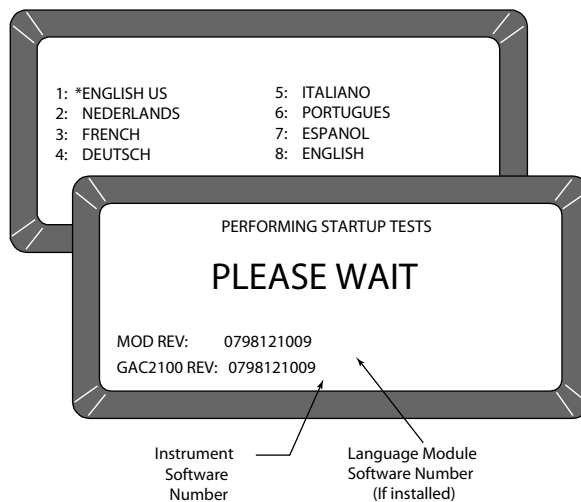 1: *ENGLISH US
2: NEDERLANDS
3: FRENCH
4: DEUTSCH
5: ITALIANO
6: PORTUGUES
7: ESPANOL
8: ENGLISH
PERFORMING STARTUP TESTS
PLEASE WAIT
MOD REV: 0798121009
GAC2100 REV: 0798121009
Instrument
Software
Number
Language Module
Software Number
(If installed)